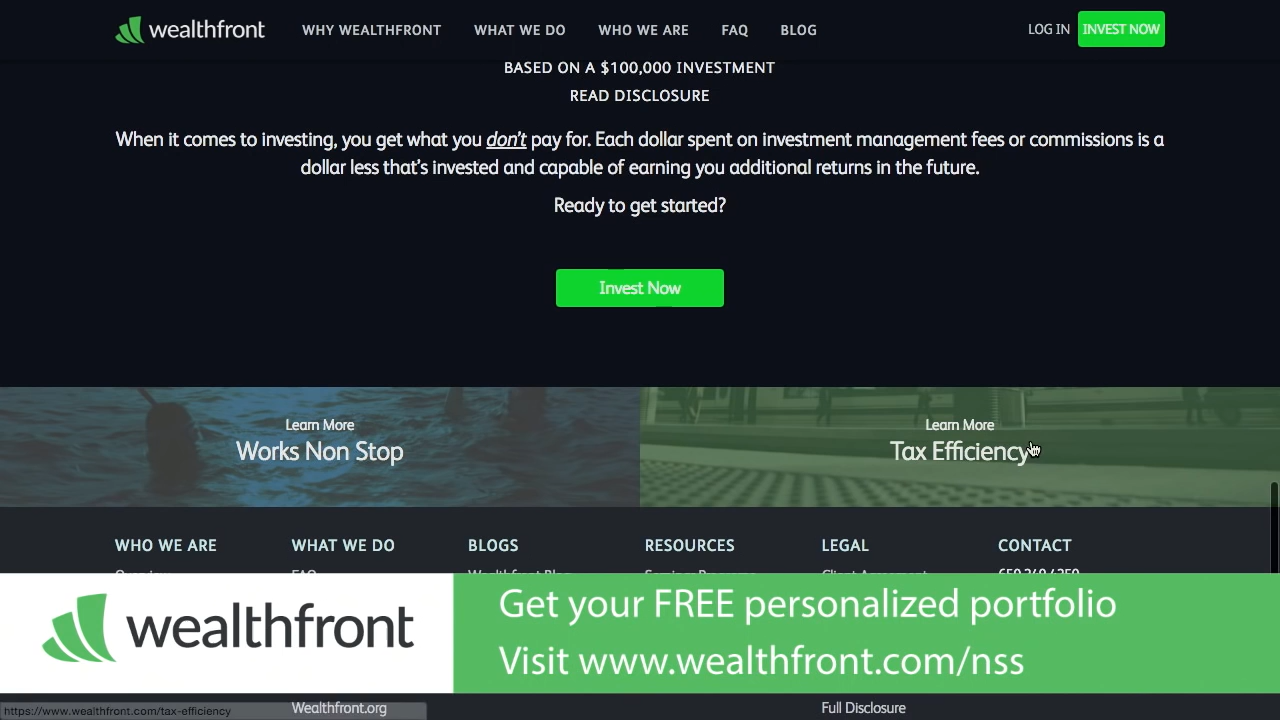 wealthfront
WHY WEALTHFRONT
WHAT WE DO
WHO WE ARE
FAQ
BLOG
LOG IN
INVEST NOW
BASED ON A $100,000 INVESTMENT
READ DISCLOSURE
When it comes to investing, you get what you don't pay for. Each dollar spent on investment management fees or commissions is a
dollar less that's invested and capable of earning you additional returns in the future.
Ready to get started?
Invest Now
Learn More
Works Non Stop
Learn More
Tax Efficiency
WHO WE ARE
WHAT WE DO
BLOGS
RESOURCES
LEGAL
CONTACT
wealthfront
Get your FREE personalized portfolio
Visit www.wealthfront.com/nss
https://www.wealthfront.com/tax-efficiency
Wealthfront.org
Full Disclosure